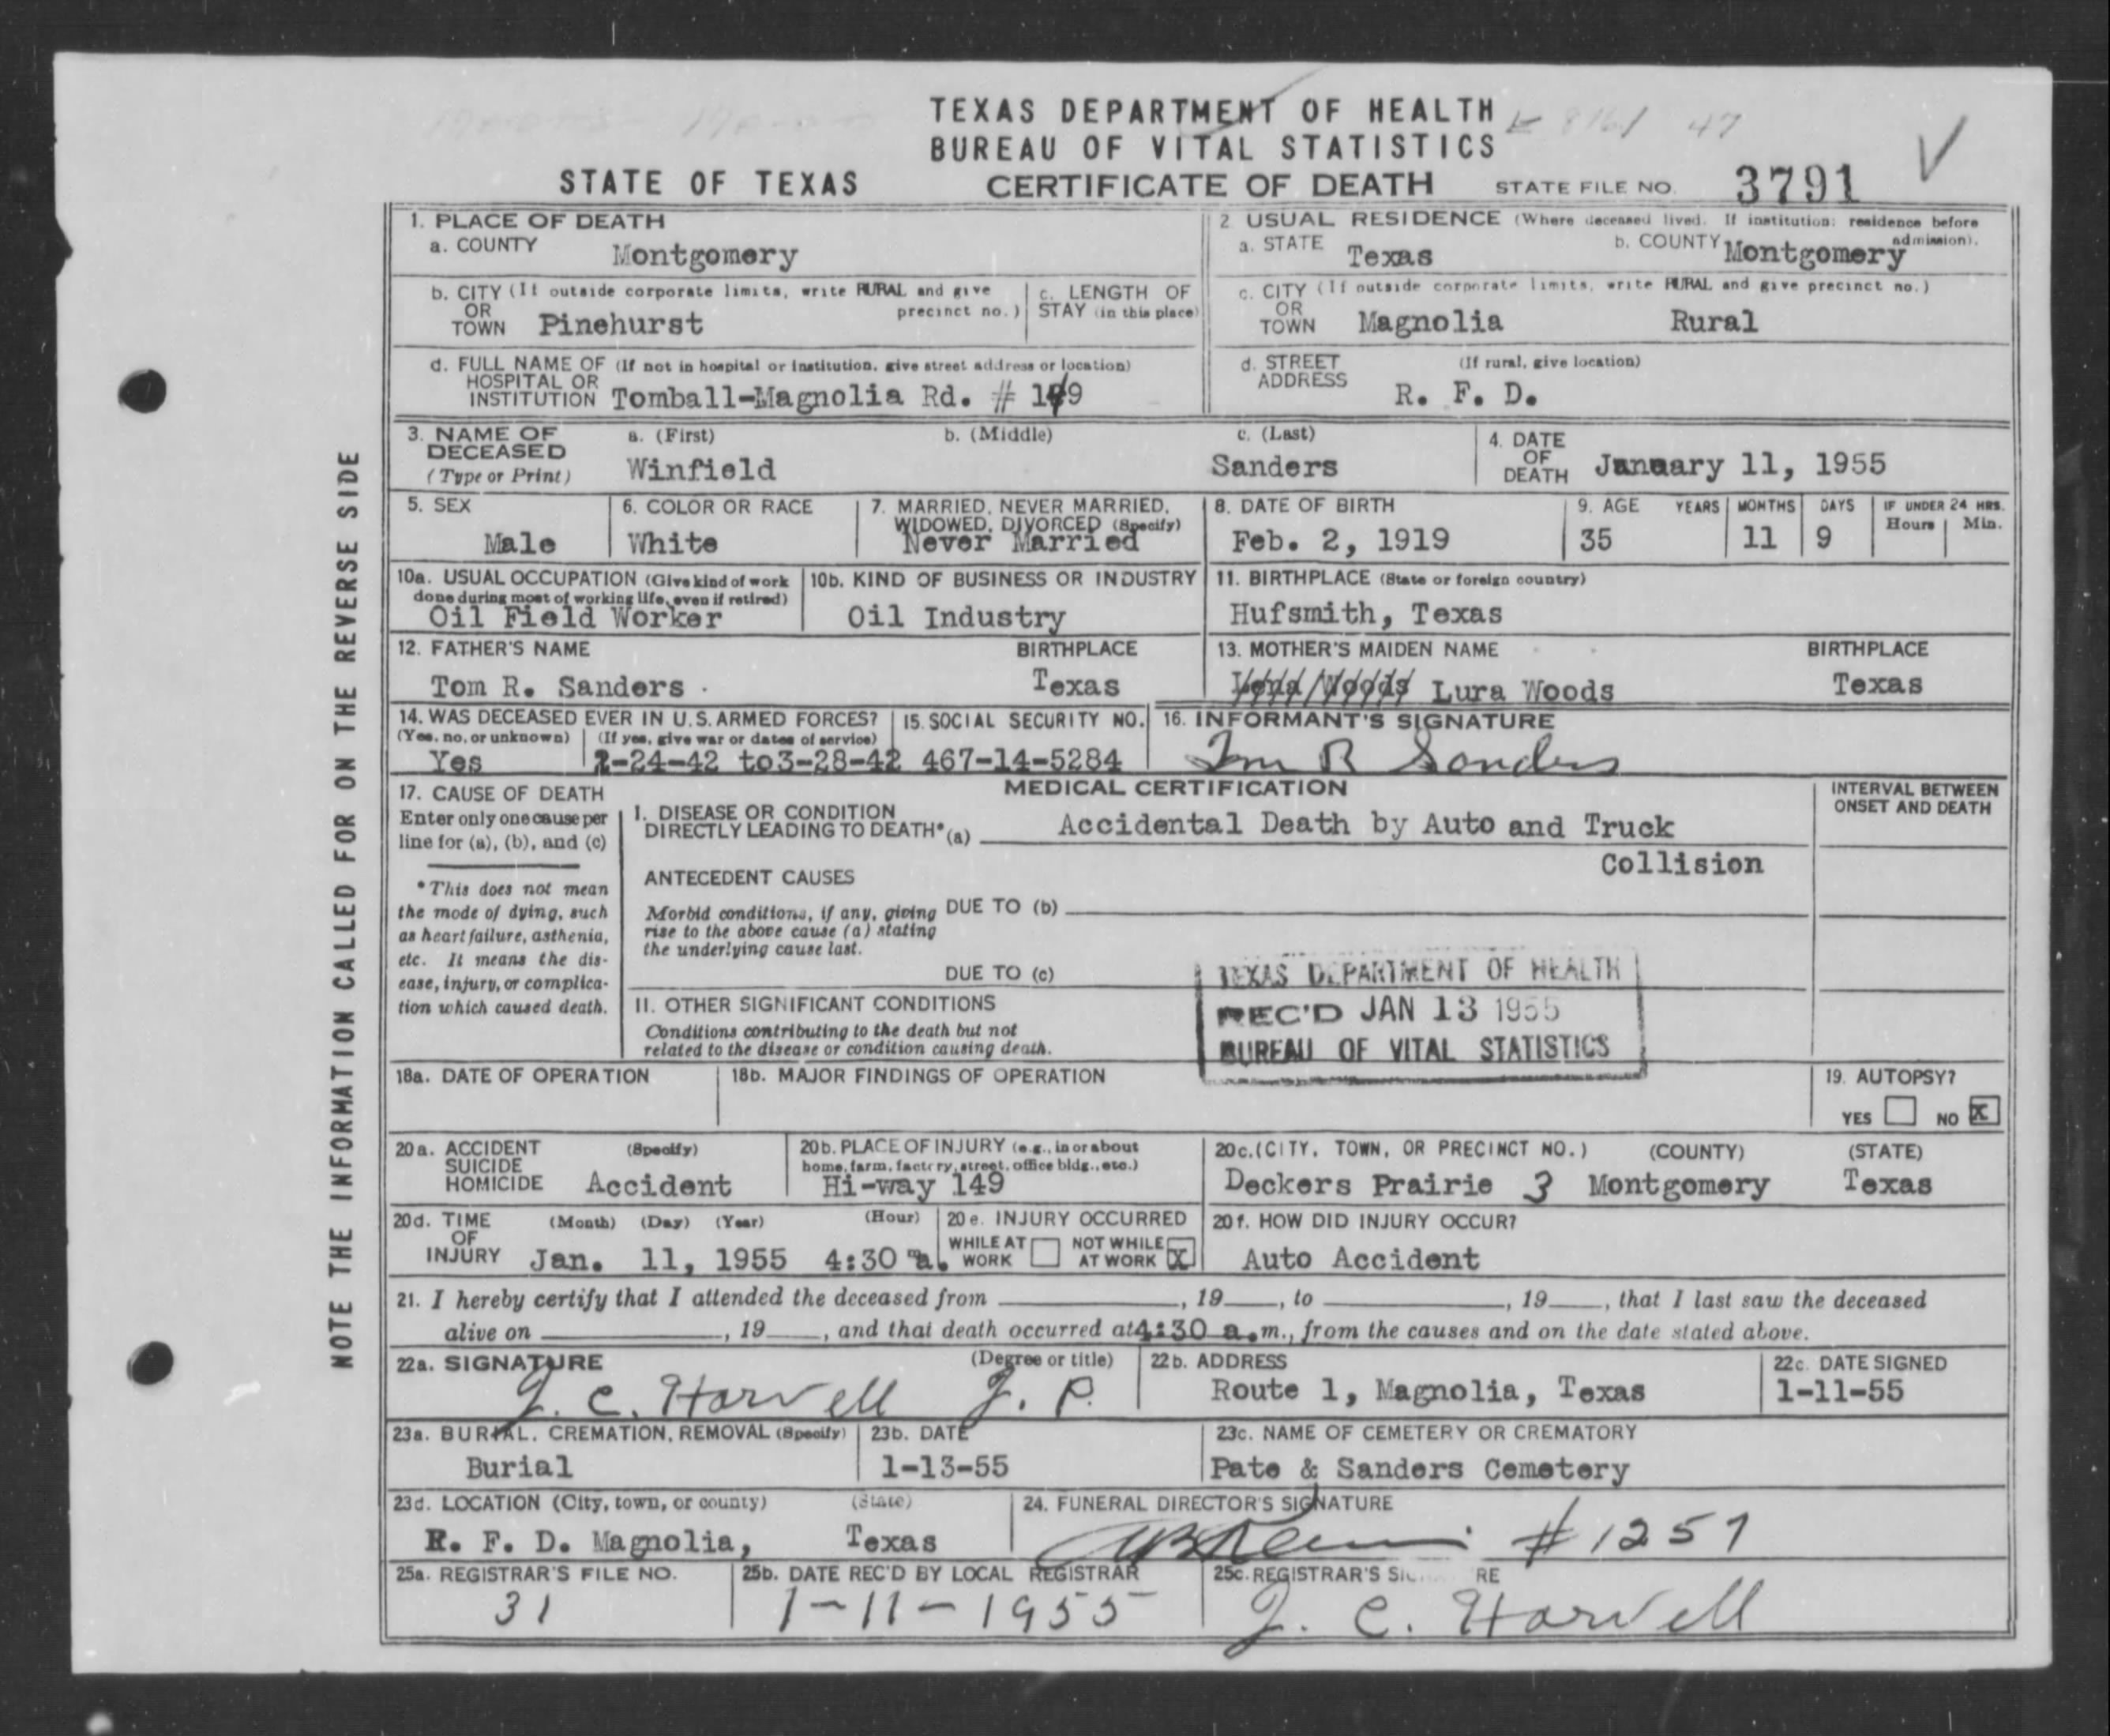 TEXAS DEPARTMENT OF HEALTH
BUREAU OF VITAL STATISTICS
STATE OF TEXAS CERTIFICATE OF DEATH STATE FILE NO. 3791
1. PLACE OF DEATH
a. COUNTY Montgomery
2. USUAL RESIDENCE (Where deceased lived. If institution: residence before admission).
a. STATE Texas b. COUNTY Montgomery
b. CITY (If outside corporate limits, write RURAL and give precinct no.)
OR
TOWN Pinehurst
c. LENGTH OF
STAY (in this place)
c. CITY (If outside corporate limits, write RURAL and give precinct no.)
OR
TOWN Magnolia Rural
d. FULL NAME OF (If not in hospital or institution, give street address or location)
HOSPITAL OR
INSTITUTION Tomball-Magnolia Rd. # 149
d. STREET (If rural, give location)
ADDRESS R. F. D.
3. NAME OF DECEASED (Type or Print)
a. (First) Winfield
b. (Middle)
c. (Last) Sanders
4. DATE OF DEATH January 11, 1955
5. SEX Male
6. COLOR OR RACE White
7. MARRIED, NEVER MARRIED, WIDOWED, DIVORCED (Specify)
Never Married
8. DATE OF BIRTH Feb. 2, 1919
9. AGE YEARS 35 MONTHS 11 DAYS 9 IF UNDER 24 HRS. Hours Min.
10a. USUAL OCCUPATION (Give kind of work done during most of working life, even if retired)
Oil Field Worker
10b. KIND OF BUSINESS OR INDUSTRY
Oil Industry
11. BIRTHPLACE (State or foreign country)
Hufsmith, Texas
12. FATHER'S NAME BIRTHPLACE
Tom R. Sanders Texas
13. MOTHER'S MAIDEN NAME BIRTHPLACE
Lena Woods Lura Woods Texas
14. WAS DECEASED EVER IN U.S. ARMED FORCES?
(Yes, no, or unknown) (If yes, give war or dates of service)
Yes 2-24-42 to3-28-42
15. SOCIAL SECURITY NO.
467-14-5284
16. INFORMANT'S SIGNATURE
Tom R Sanders
17. CAUSE OF DEATH
Enter only one cause per
line for (a), (b), and (c)
*This does not mean
the mode of dying, such
as heart failure, asthenia,
etc. It means the dis-
ease, injury, or complica-
tion which caused death.
MEDICAL CERTIFICATION
INTERVAL BETWEEN
ONSET AND DEATH
I. DISEASE OR CONDITION
DIRECTLY LEADING TO DEATH* (a) Accidental Death by Auto and Truck
Collision
ANTECEDENT CAUSES
Morbid conditions, if any, giving
rise to the above cause (a) stating
the underlying cause last.
DUE TO (b)
DUE TO (c)
II. OTHER SIGNIFICANT CONDITIONS
Conditions contributing to the death but not
related to the disease or condition causing death.
TEXAS DEPARTMENT OF HEALTH
REC'D JAN 13 1955
BUREAU OF VITAL STATISTICS
18a. DATE OF OPERATION
18b. MAJOR FINDINGS OF OPERATION
19. AUTOPSY?
YES NO X
20a. ACCIDENT (Specify)
SUICIDE
HOMICIDE Accident
20b. PLACE OF INJURY (e.g., in or about
home, farm, factory, street, office bldg., etc.)
Hi-way 149
20c. (CITY, TOWN, OR PRECINCT NO.) (COUNTY) (STATE)
Deckers Prairie 3 Montgomery Texas
20d. TIME (Month) (Day) (Year) (Hour)
OF
INJURY Jan. 11, 1955 4:30 a. m
20e. INJURY OCCURRED
WHILE AT WORK NOT WHILE AT WORK X
20f. HOW DID INJURY OCCUR?
Auto Accident
21. I hereby certify that I attended the deceased from , 19 , to , 19 , that I last saw the deceased
alive on , 19 , and that death occurred at 4:30 a.m., from the causes and on the date stated above.
22a. SIGNATURE (Degree or title)
J. C. Harvell J. P.
22b. ADDRESS
Route 1, Magnolia, Texas
22c. DATE SIGNED
1-11-55
23a. BURIAL, CREMATION, REMOVAL (Specify)
Burial
23b. DATE
1-13-55
23c. NAME OF CEMETERY OR CREMATORY
Pate & Sanders Cemetery
23d. LOCATION (City, town, or county) (State)
R. F. D. Magnolia, Texas
24. FUNERAL DIRECTOR'S SIGNATURE
#1257
25a. REGISTRAR'S FILE NO.
31
25b. DATE REC'D BY LOCAL REGISTRAR
1-11-1955
25c. REGISTRAR'S SIGNATURE
J. C. Harvell
NOTE THE INFORMATION CALLED FOR ON THE REVERSE SIDE